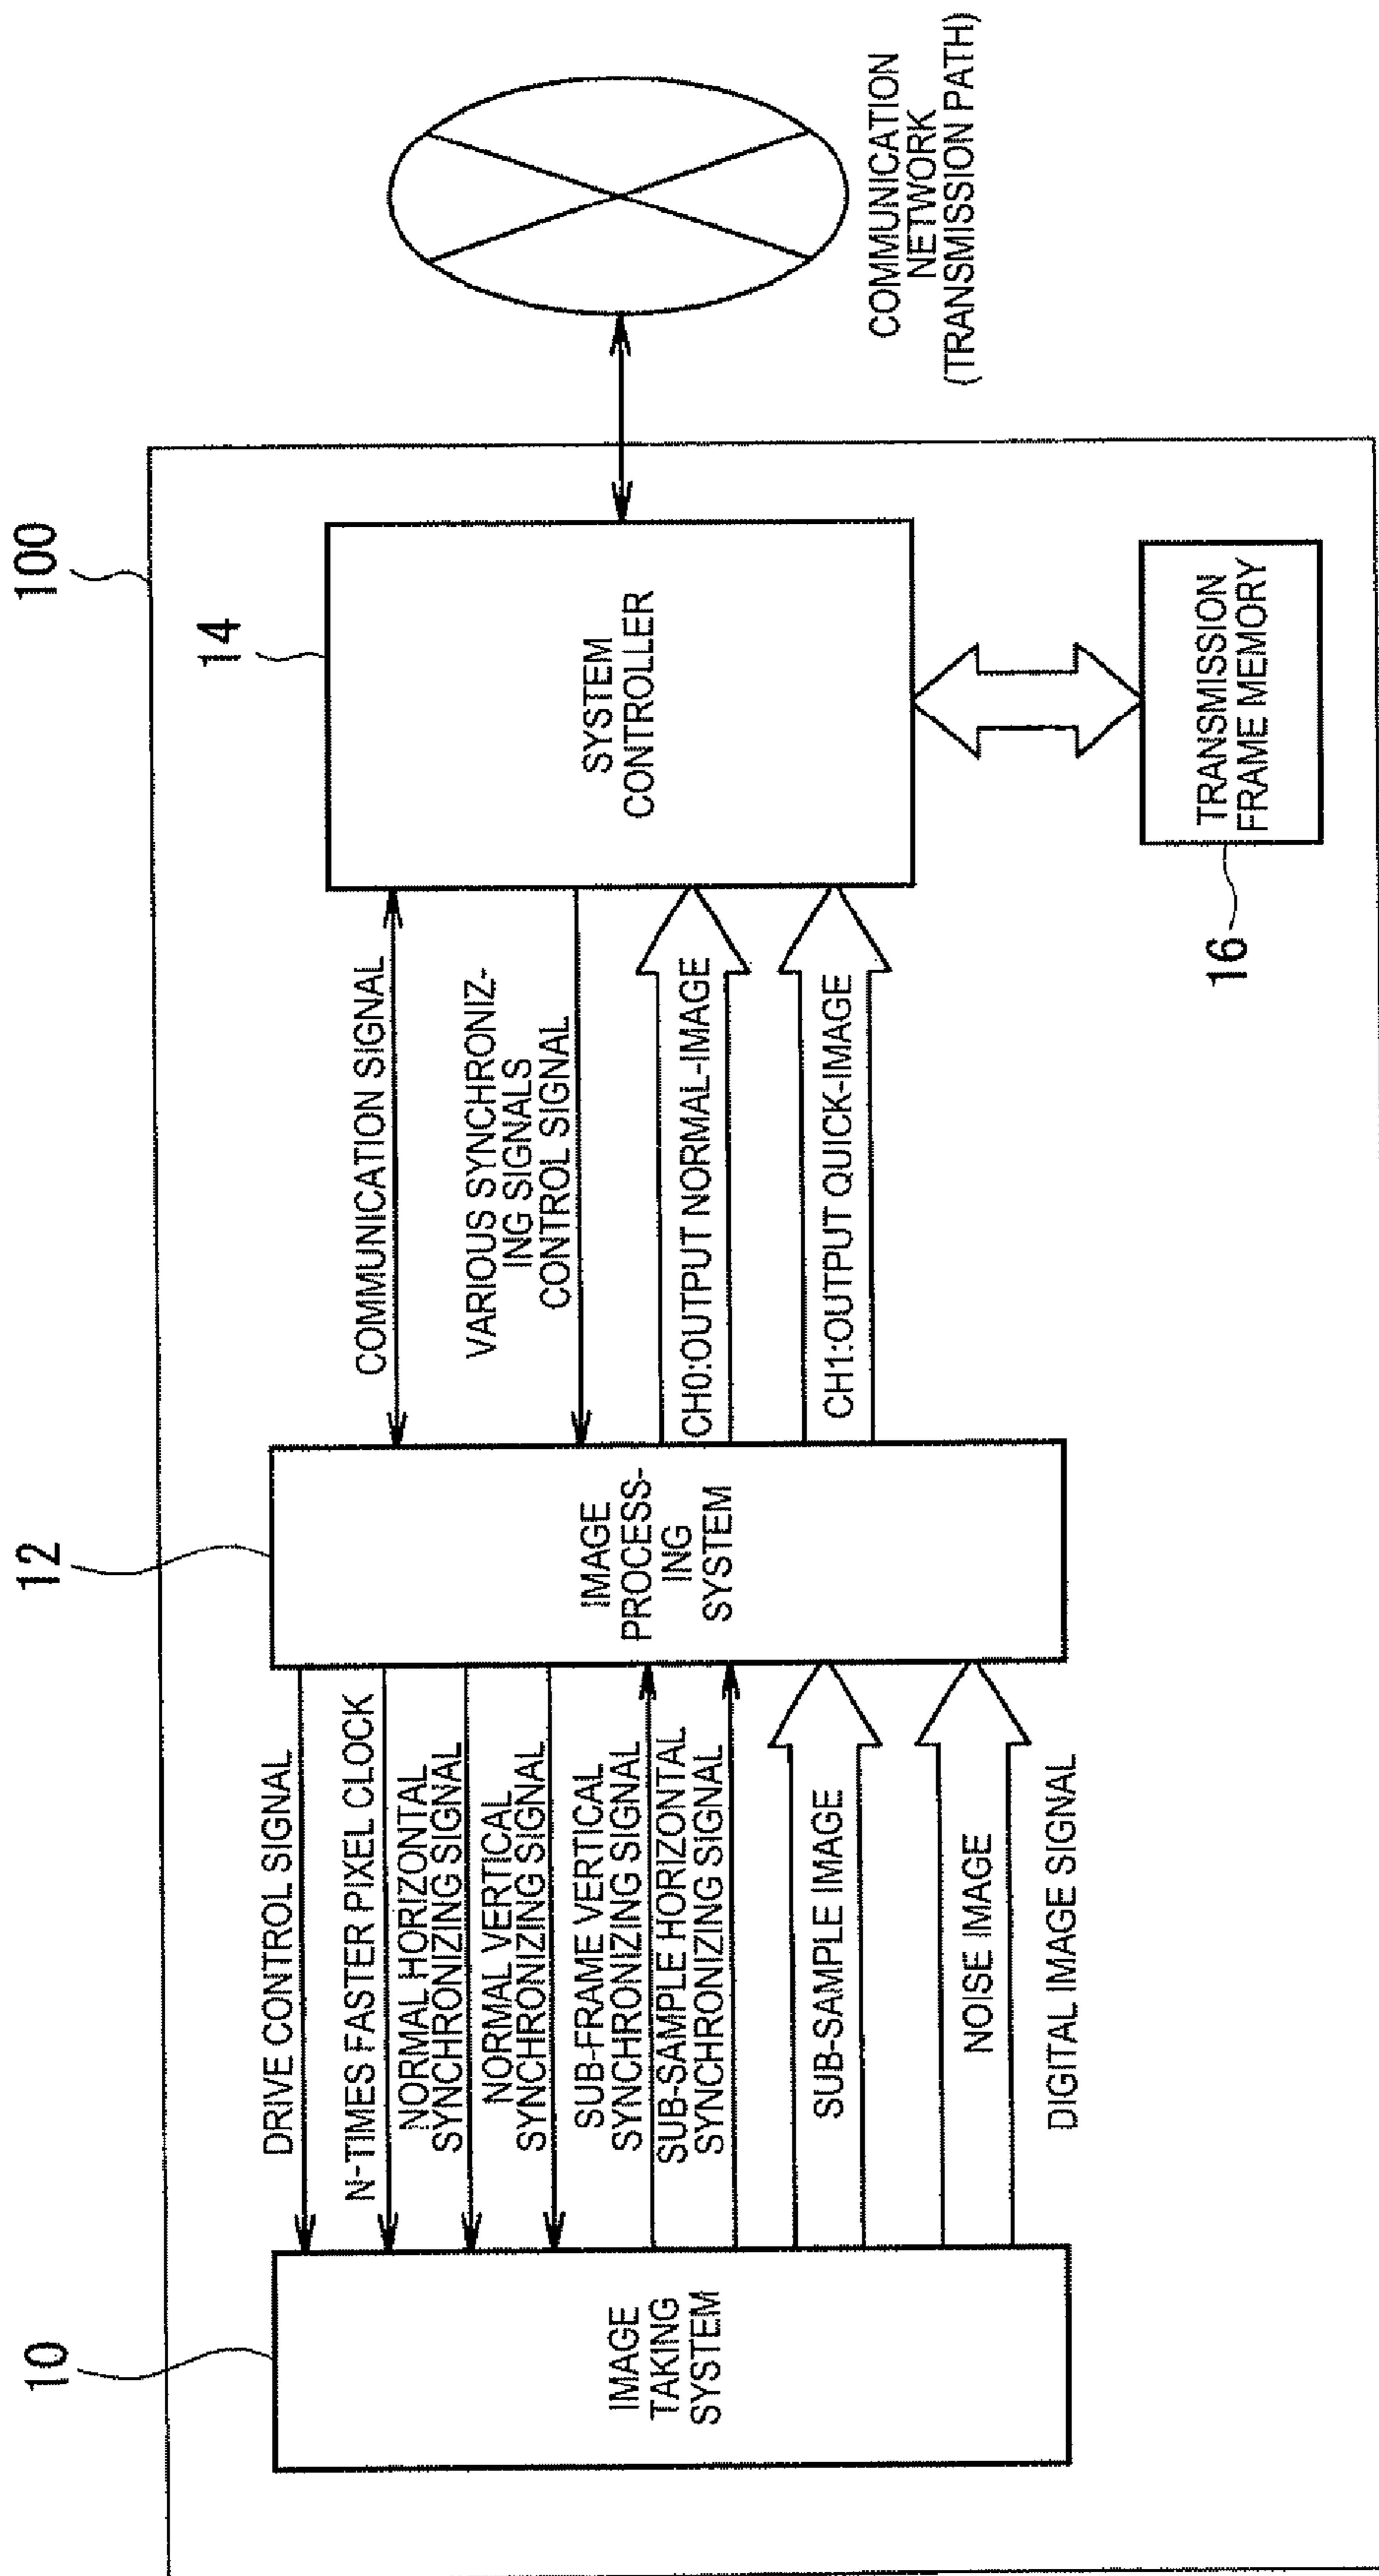 100
10
12
14
IMAGE
TAKING
SYSTEM
DRIVE CONTROL SIGNAL
N-TIMES FASTER PIXEL CLOCK
NORMAL HORIZONTAL
SYNCHRONIZING SIGNAL
NORMAL VERTICAL
SYNCHRONIZING SIGNAL
SUB-FRAME VERTICAL
SYNCHRONIZING SIGNAL
SUB-SAMPLE HORIZONTAL
SYNCHRONIZING SIGNAL
SUB-SAMPLE IMAGE
NOISE IMAGE
DIGITAL IMAGE SIGNAL
IMAGE
PROCESS-
ING
SYSTEM
COMMUNICATION SIGNAL
VARIOUS SYNCHRONIZ-
ING SIGNALS
CONTROL SIGNAL
CH0:OUTPUT NORMAL-IMAGE
CH1:OUTPUT QUICK-IMAGE
SYSTEM
CONTROLLER
16
TRANSMISSION
FRAME MEMORY
COMMUNICATION
NETWORK
(TRANSMISSION PATH)